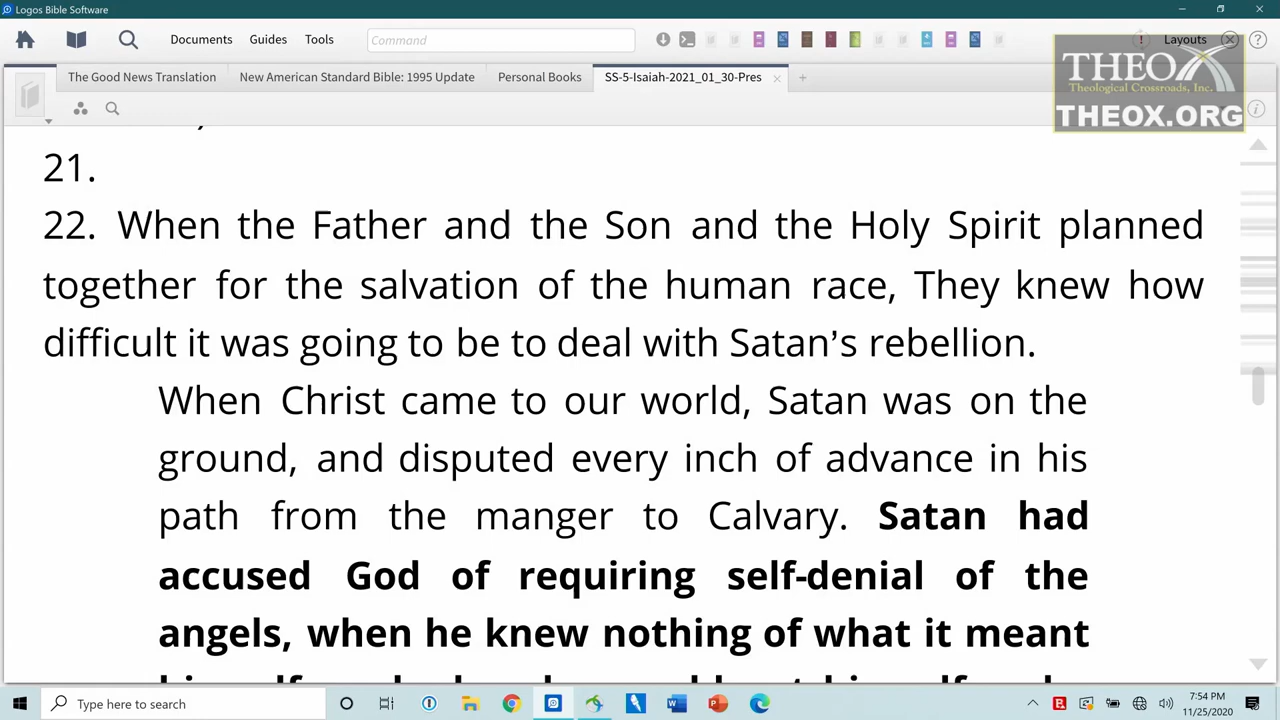 Logos Bible Software
Documents Guides Tools Command Layouts
The Good News Translation New American Standard Bible: 1995 Update Personal Books SS-5-Isaiah-2021_01_30-Pres
THEOX
Theological Crossroads, Inc.
THEOX.ORG
21.
22. When the Father and the Son and the Holy Spirit planned
together for the salvation of the human race, They knew how
difficult it was going to be to deal with Satan’s rebellion.
When Christ came to our world, Satan was on the
ground, and disputed every inch of advance in his
path from the manger to Calvary. Satan had
accused God of requiring self-denial of the
angels, when he knew nothing of what it meant
Type here to search
7:54 PM
11/25/2020